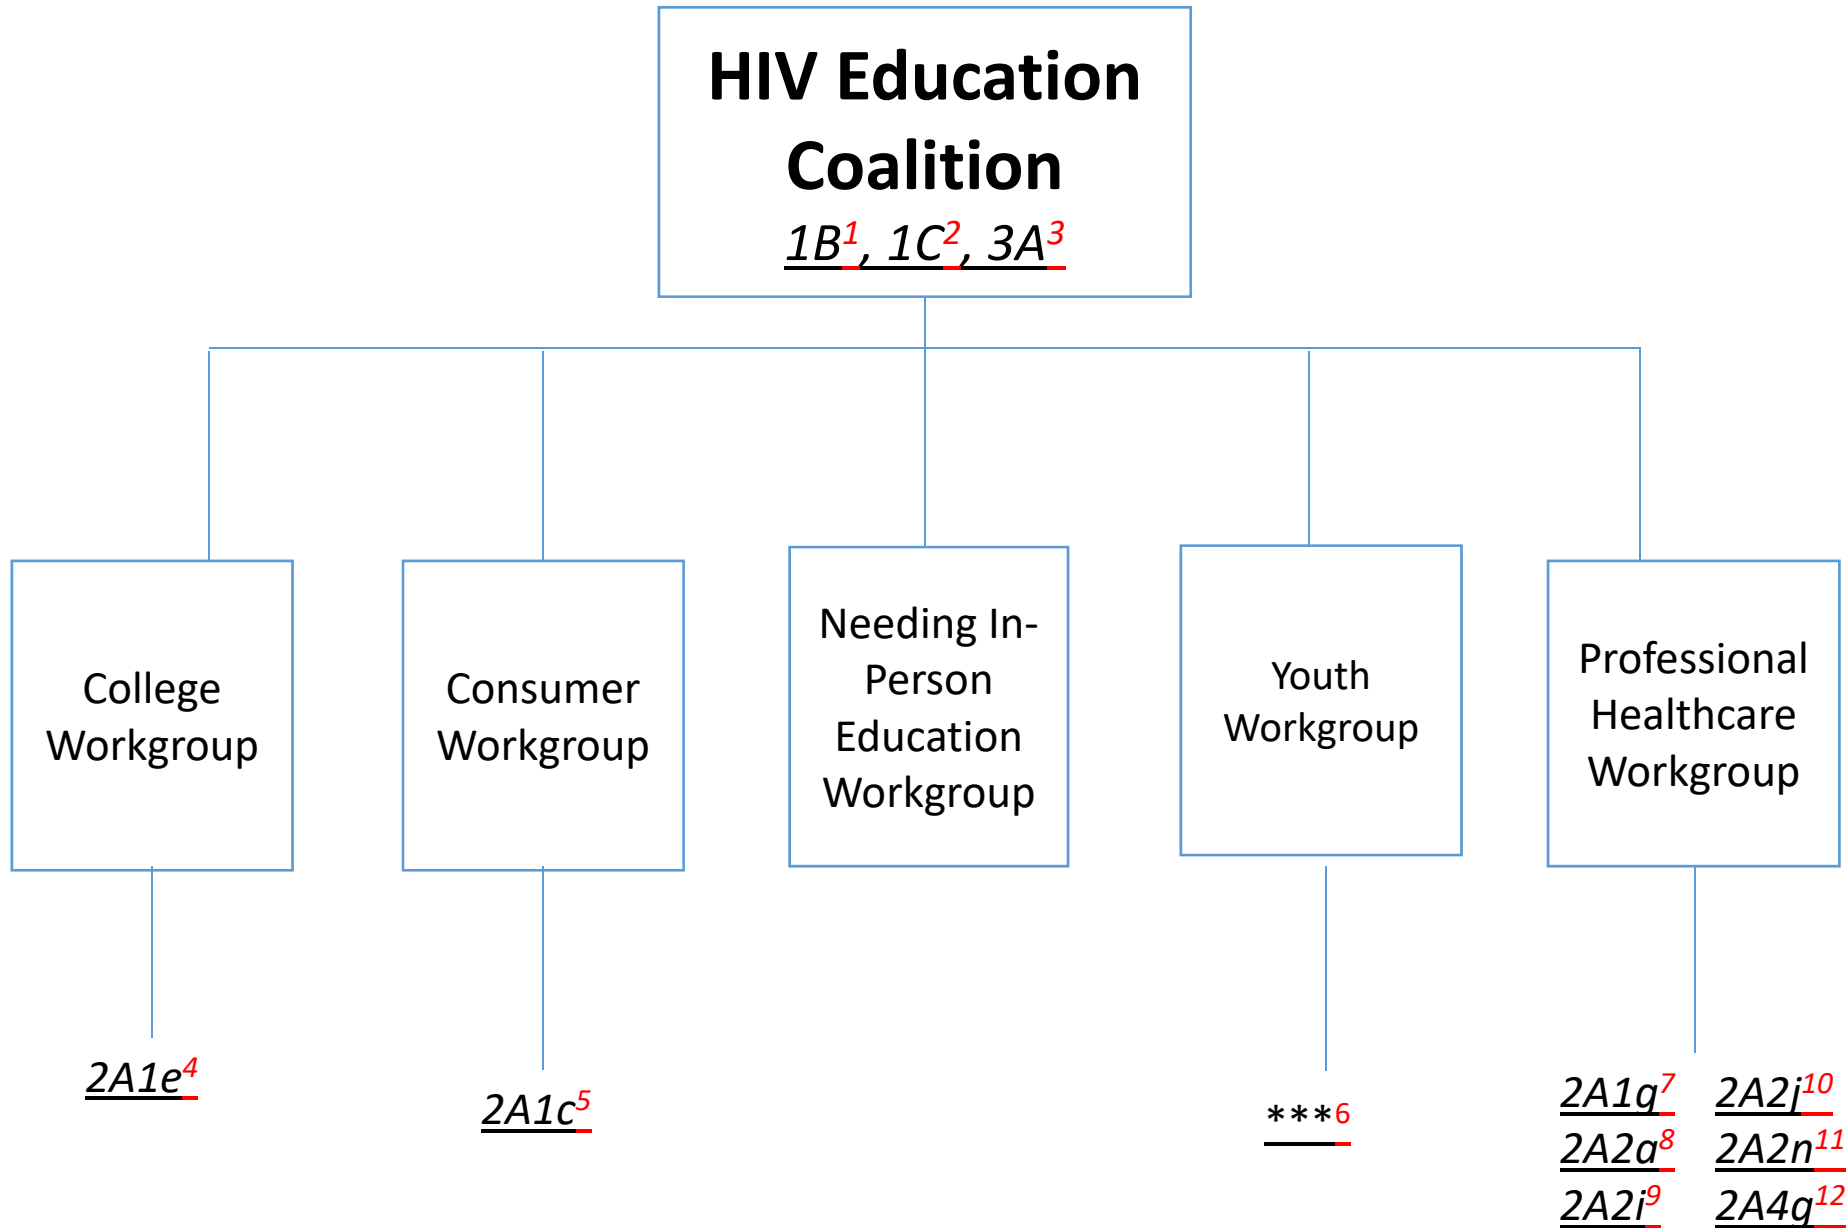 HIV Education
Coalition
1B1, 1C2, 3A3
College
Workgroup
Consumer
Workgroup
Needing In-
Person
Education
Workgroup
Youth
Workgroup
Professional
Healthcare
Workgroup
2A1e4
2A1c5
***6
2A1g7 2A2j10
2A2a8 2A2n11
2A2i9 2A4g12